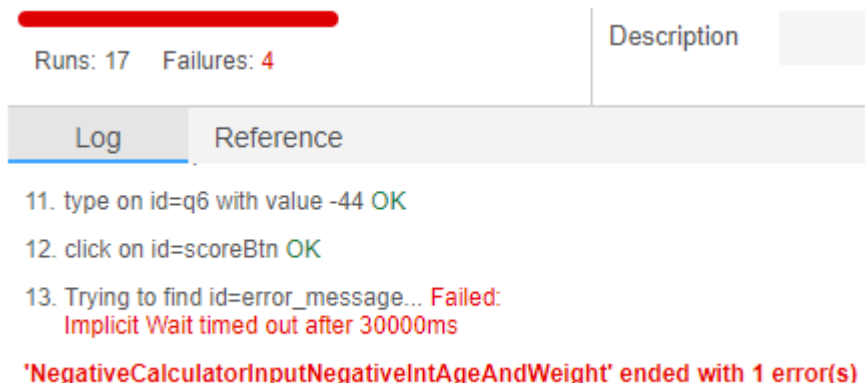 Runs: 17 Failures: 4
Description
Log Reference
11. type on id=q6 with value -44 OK
12. click on id=scoreBtn OK
13. Trying to find id=error_message... Failed:
Implicit Wait timed out after 30000ms
'NegativeCalculatorInputNegativeIntAgeAndWeight' ended with 1 error(s)